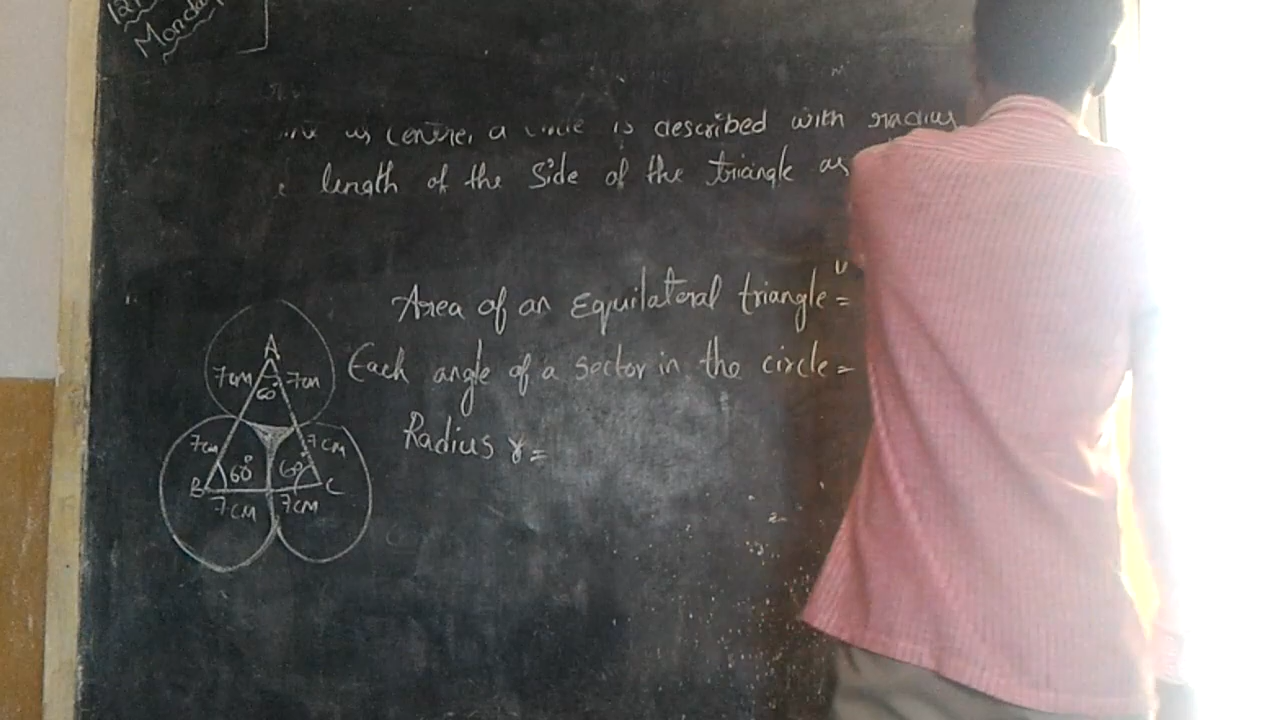 Monday
as centre, a circle is described with radius
length of the side of the triangle as
Area of an Equilateral triangle =
Each angle of a sector in the circle =
Radius r =
A
7cm 60° 7cm
7cm 7cm
B 60° 60° C
7cm 7cm